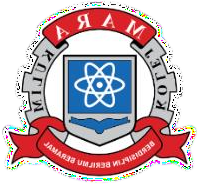 MARA
KOLEJ
KULIM
BERDISIPLIN BERILMU BERAMAL